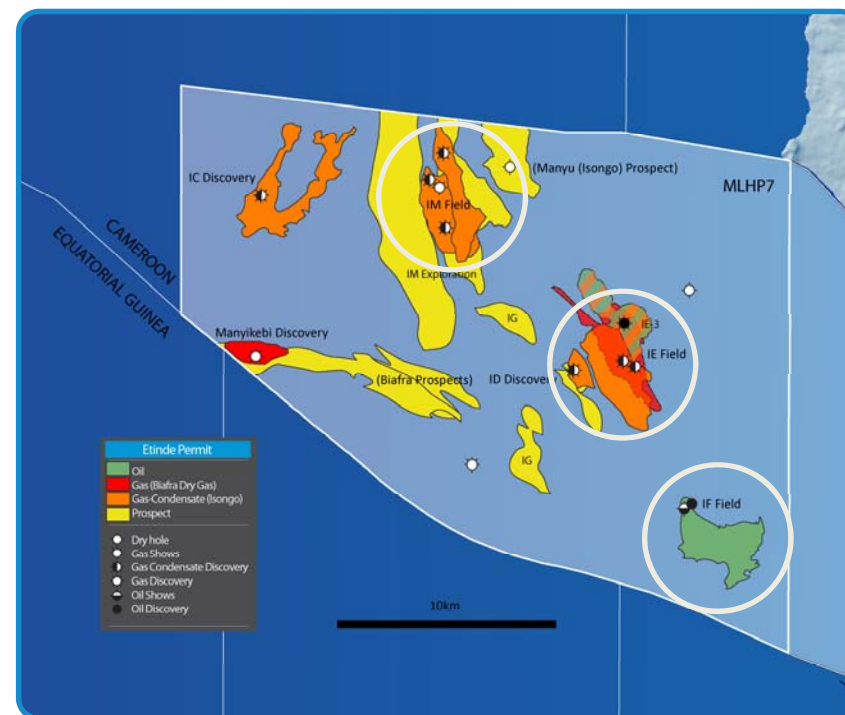 (Manyu (Isongo) Prospect)
IC Discovery
MLHP7
IM Field
CAMEROON
EQUATORIAL GUINEA
IM Exploration
IG
IE-3
Manyikebi Discovery
IE Field
(Biafra Prospects)
ID Discovery
IG
Etinde Permit
Oil
Gas (Biafra Dry Gas)
Gas-Condensate (Isongo)
Prospect
IF Field
Dry hole
Gas Shows
Gas Condensate Discovery
Gas Discovery
Oil Shows
Oil Discovery
10km